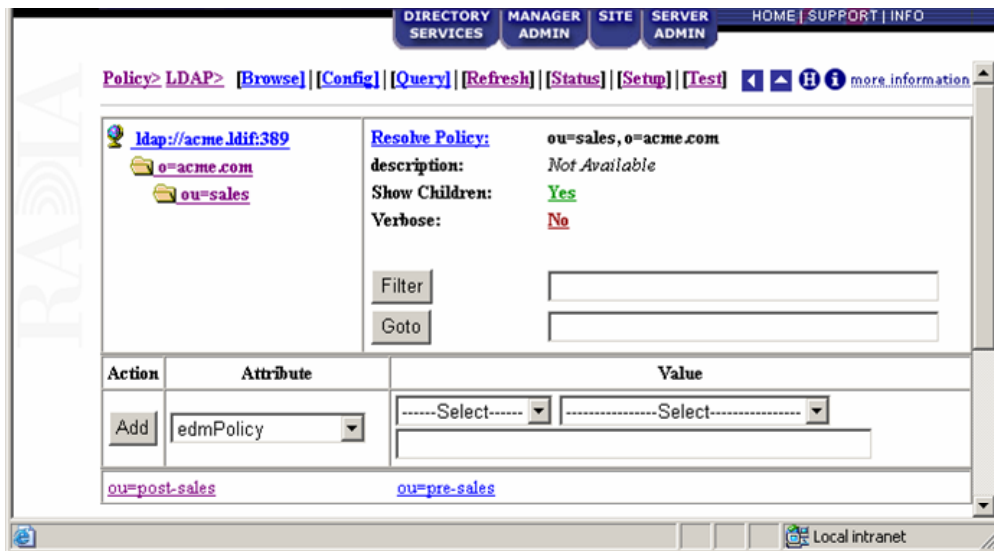 DIRECTORY SERVICES
MANAGER ADMIN
SITE
SERVER ADMIN
HOME | SUPPORT | INFO
Policy> LDAP> [Browse] | [Config] | [Query] | [Refresh] | [Status] | [Setup] | [Test] H i more information
RADIA
ldap://acme.ldif:389
o=acme.com
ou=sales
Resolve Policy: ou=sales, o=acme.com
description: Not Available
Show Children: Yes
Verbose: No
Filter
Goto
Action Attribute Value
Add edmPolicy ------Select------ ----------------Select----------------
ou=post-sales ou=pre-sales
Local intranet